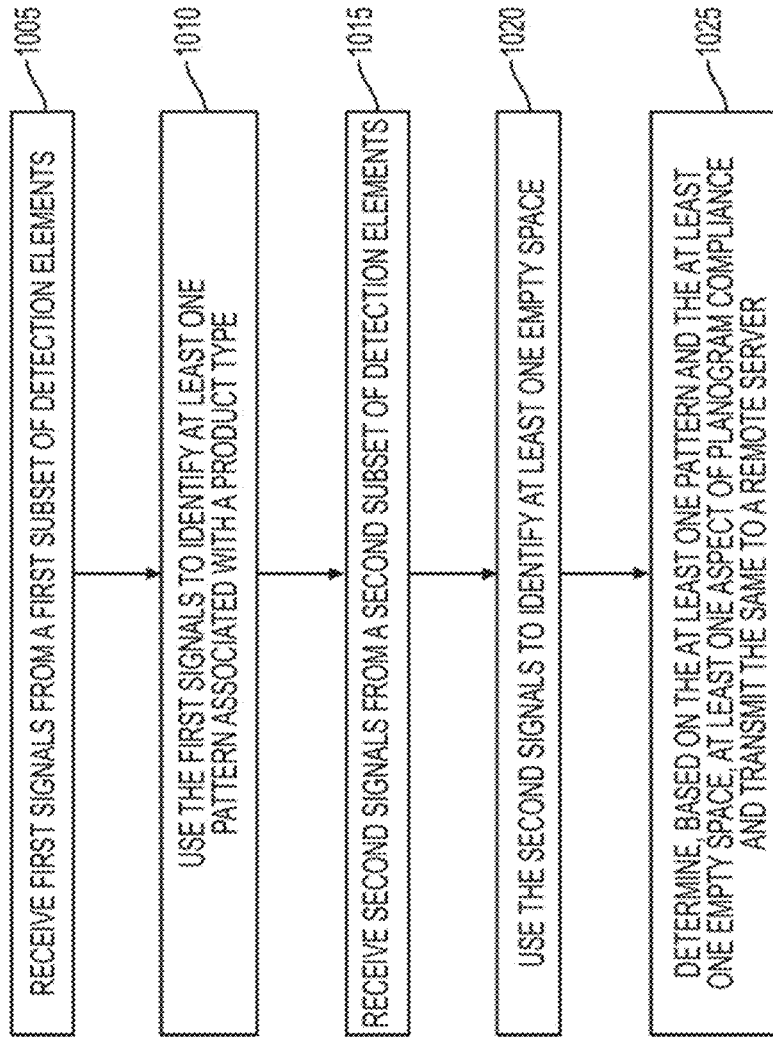 RECEIVE FIRST SIGNALS FROM A FIRST SUBSET OF DETECTION ELEMENTS
1005
USE THE FIRST SIGNALS TO IDENTIFY AT LEAST ONE
PATTERN ASSOCIATED WITH A PRODUCT TYPE
1010
RECEIVE SECOND SIGNALS FROM A SECOND SUBSET OF DETECTION ELEMENTS
1015
USE THE SECOND SIGNALS TO IDENTIFY AT LEAST ONE EMPTY SPACE
1020
DETERMINE, BASED ON THE AT LEAST ONE PATTERN AND THE AT LEAST
ONE EMPTY SPACE, AT LEAST ONE ASPECT OF PLANOGRAM COMPLIANCE
AND TRANSMIT THE SAME TO A REMOTE SERVER
1025